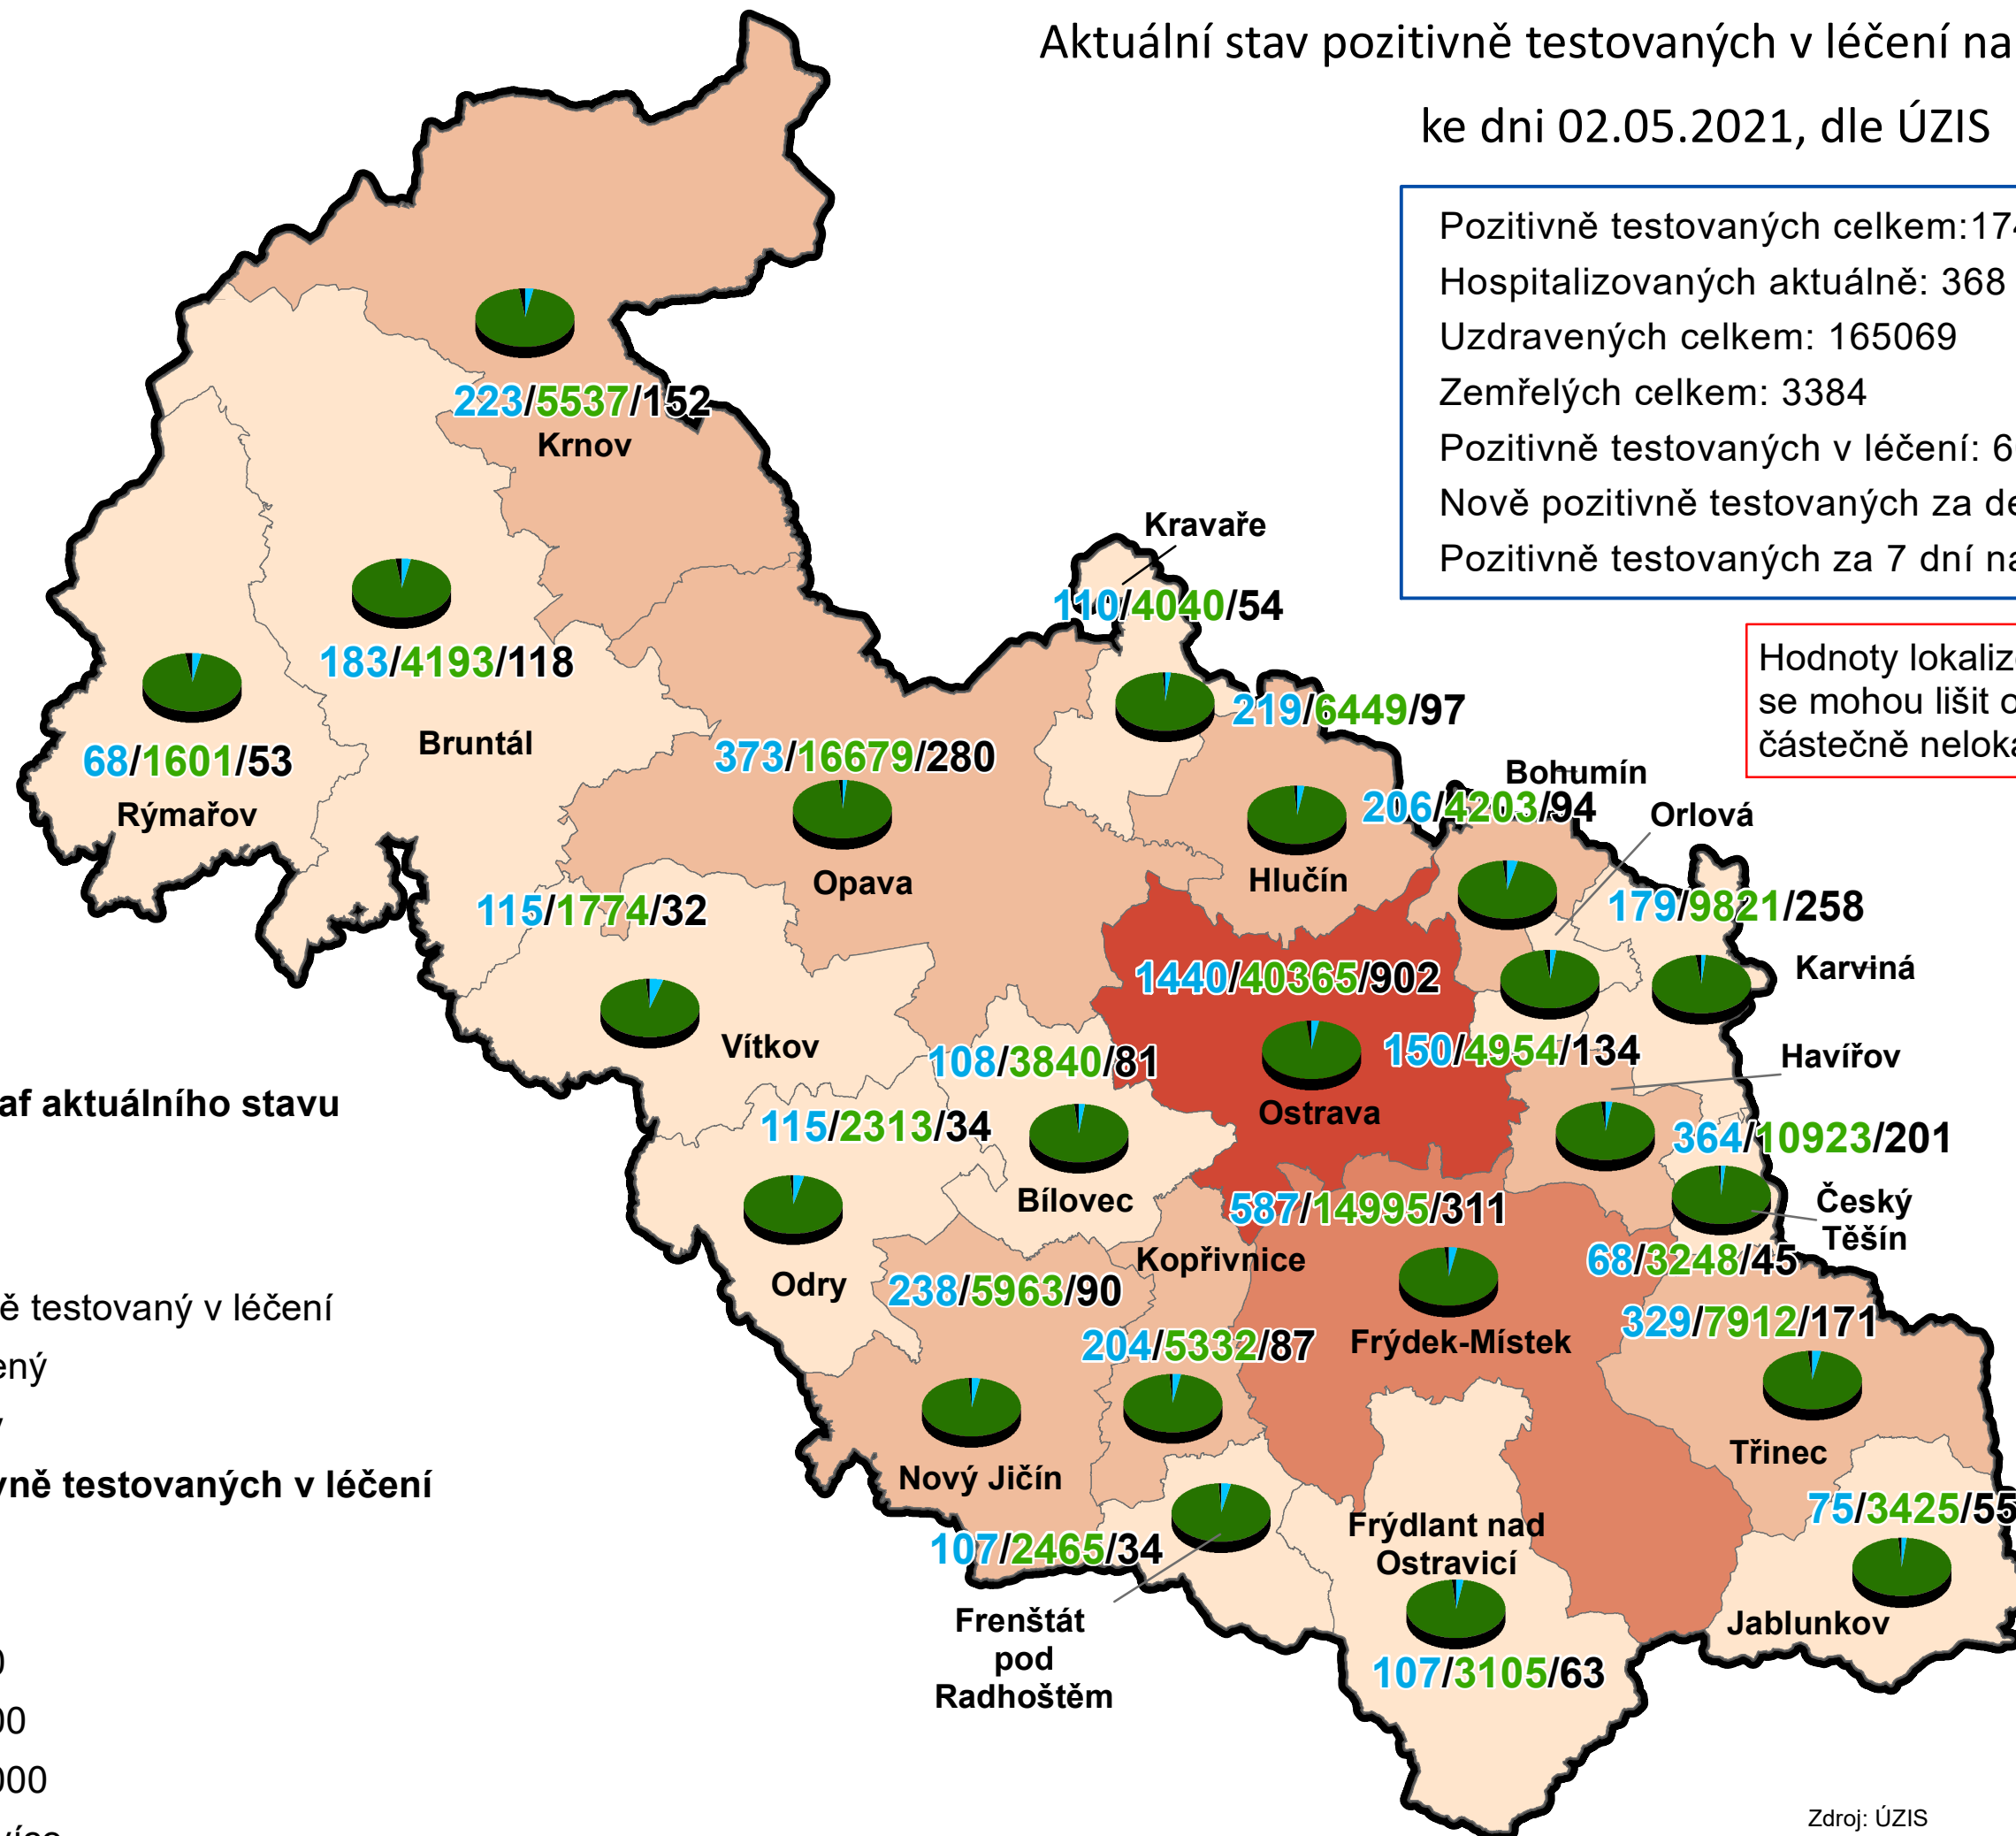 Aktuální stav pozitivně testovaných v léčení na
ke dni 02.05.2021, dle ÚZIS
Pozitivně testovaných celkem:174
Hospitalizovaných aktuálně: 368
Uzdravených celkem: 165069
Zemřelých celkem: 3384
Pozitivně testovaných v léčení: 6
Nově pozitivně testovaných za de
Pozitivně testovaných za 7 dní na
Hodnoty lokaliz
se mohou lišit o
částečně neloka
223/5537/152
Krnov
Kravaře
110/4040/54
183/4193/118
Bruntál
68/1601/53
Rýmařov
219/6449/97
Hlučín
373/16679/280
Opava
Bohumín
206/4203/94
Orlová
179/9821/258
Karviná
115/1774/32
Vítkov
1440/40365/902
Ostrava
150/4954/134
Havířov
108/3840/81
Bílovec
115/2313/34
Odry
364/10923/201
Český
Těšín
68/3248/45
587/14995/311
Frýdek-Místek
Kopřivnice
238/5963/90
Nový Jičín
204/5332/87
329/7912/171
Třinec
75/3425/55
Jablunkov
107/2465/34
Frenštát
pod
Radhoštěm
Frýdlant nad
Ostravicí
107/3105/63
af aktuálního stavu
ě testovaný v léčení
ený
vně testovaných v léčení
0
00
000
Zdroj: ÚZIS